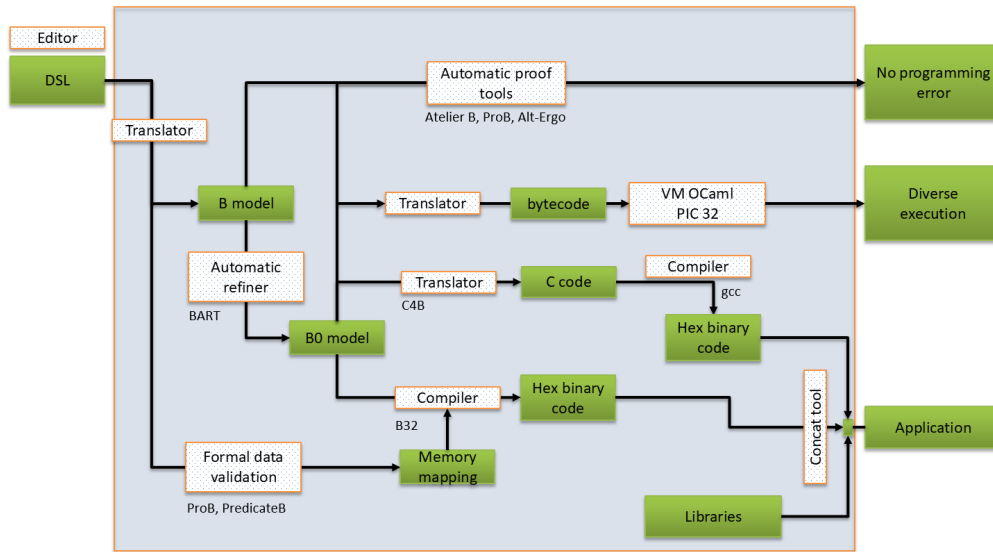 Editor
DSL
Translator
Automatic proof
tools
Atelier B, ProB, Alt-Ergo
No programming
error
B model
Translator
bytecode
VM OCaml
PIC 32
Diverse
execution
Automatic
refiner
BART
Translator
C4B
C code
Compiler
gcc
B0 model
Hex binary
code
Compiler
B32
Hex binary
code
Concat tool
Application
Formal data
validation
ProB, PredicateB
Memory
mapping
Libraries